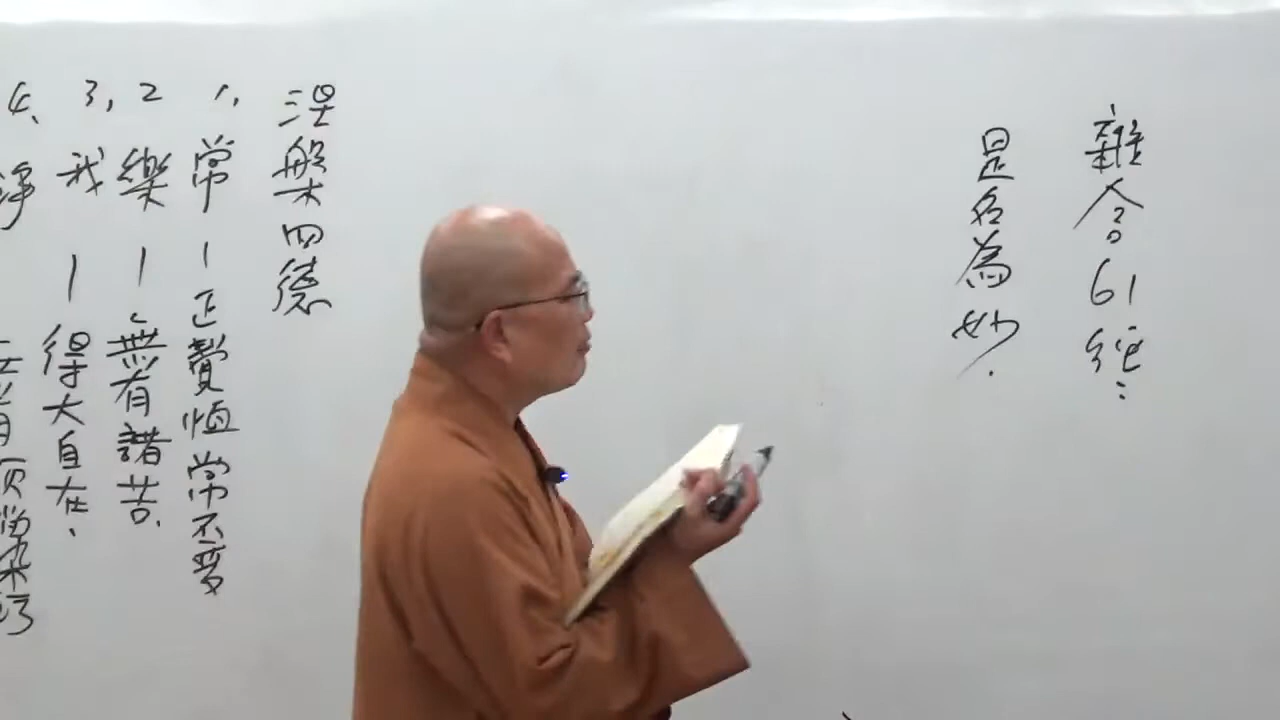 雜含61經：
是名為妙．
涅槃四德
1, 常－正覺恒常不變
2 樂－無有諸苦．
3, 我－得大自在、
4、淨